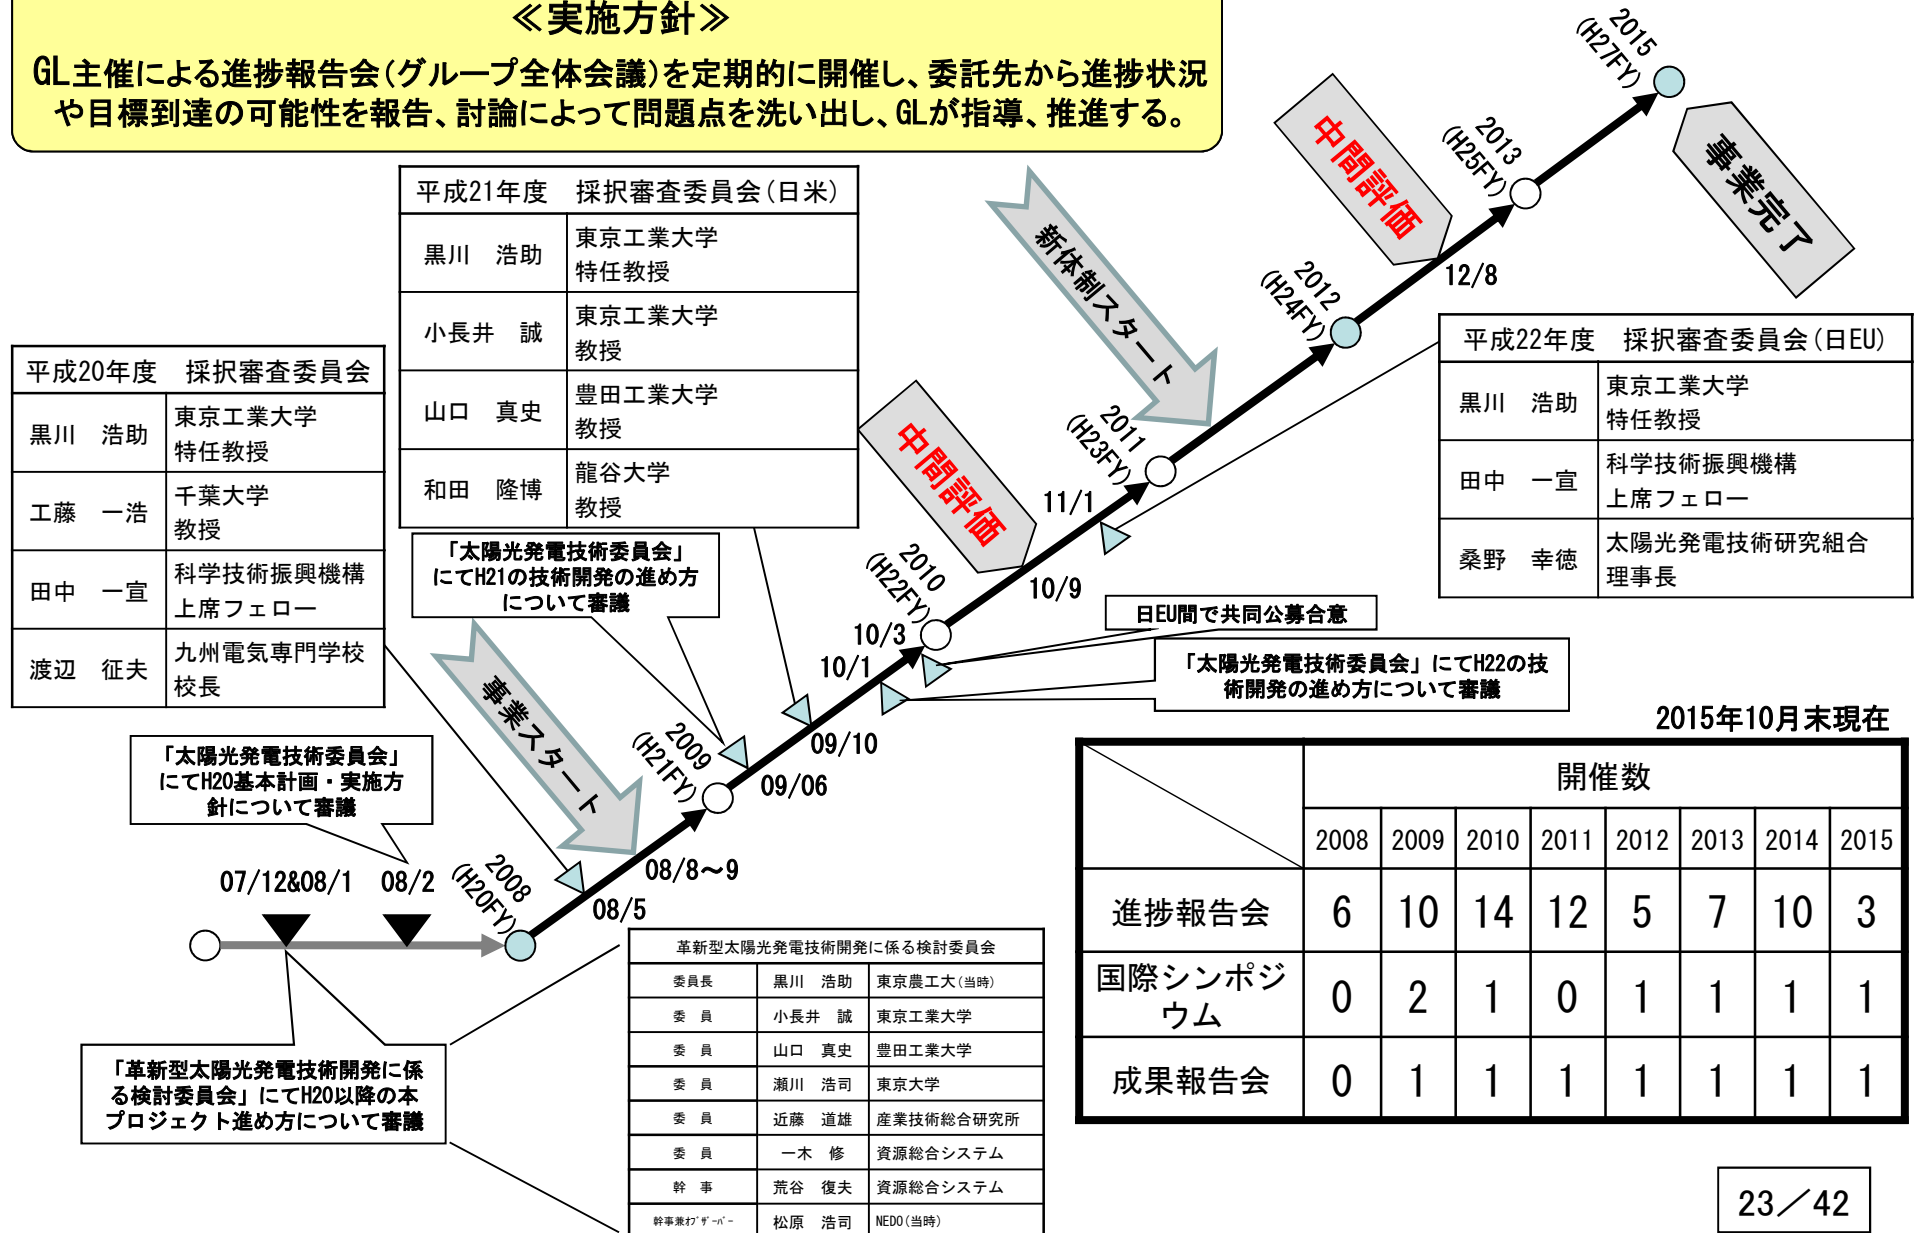 ≪実施方針≫
GL主催による進捗報告会(グループ全体会議)を定期的に開催し、委託先から進捗状況
や目標到達の可能性を報告、討論によって問題点を洗い出し、GLが指導、推進する。
平成20年度　採択審査委員会
黒川　浩助　東京工業大学
特任教授
工藤　一浩　千葉大学
教授
田中　一宣　科学技術振興機構
上席フェロー
渡辺　征夫　九州電気専門学校
校長
平成21年度　採択審査委員会(日米)
黒川　浩助　東京工業大学
特任教授
小長井　誠　東京工業大学
教授
山口　真史　豊田工業大学
教授
和田　隆博　龍谷大学
教授
平成22年度　採択審査委員会(日EU)
黒川　浩助　東京工業大学
特任教授
田中　一宣　科学技術振興機構
上席フェロー
桑野　幸徳　太陽光発電技術研究組合
理事長
「太陽光発電技術委員会」
にてH21の技術開発の進め方
について審議
「太陽光発電技術委員会」
にてH20基本計画・実施方
針について審議
日EU間で共同公募合意
「太陽光発電技術委員会」にてH22の技
術開発の進め方について審議
「革新型太陽光発電技術開発に係
る検討委員会」にてH20以降の本
プロジェクト進め方について審議
07/12&08/1
08/2
2008
(H20FY)
08/5
08/8～9
事業スタート
2009
(H21FY)
09/06
09/10
10/1
10/3
2010
(H22FY)
10/9
中間評価
11/1
2011
(H23FY)
新体制スタート
2012
(H24FY)
12/8
中間評価
2013
(H25FY)
2015
(H27FY)
事業完了
革新型太陽光発電技術開発に係る検討委員会
委員長　黒川　浩助　東京農工大(当時)
委　員　小長井　誠　東京工業大学
委　員　山口　真史　豊田工業大学
委　員　瀬川　浩司　東京大学
委　員　近藤　道雄　産業技術総合研究所
委　員　一木　修　資源総合システム
幹　事　荒谷　復夫　資源総合システム
幹事兼ｵﾌﾞｻﾞｰﾊﾞｰ　松原　浩司　NEDO(当時)
2015年10月末現在
開催数
2008 2009 2010 2011 2012 2013 2014 2015
進捗報告会 6 10 14 12 5 7 10 3
国際シンポジ
ウム 0 2 1 0 1 1 1 1
成果報告会 0 1 1 1 1 1 1 1
23／42